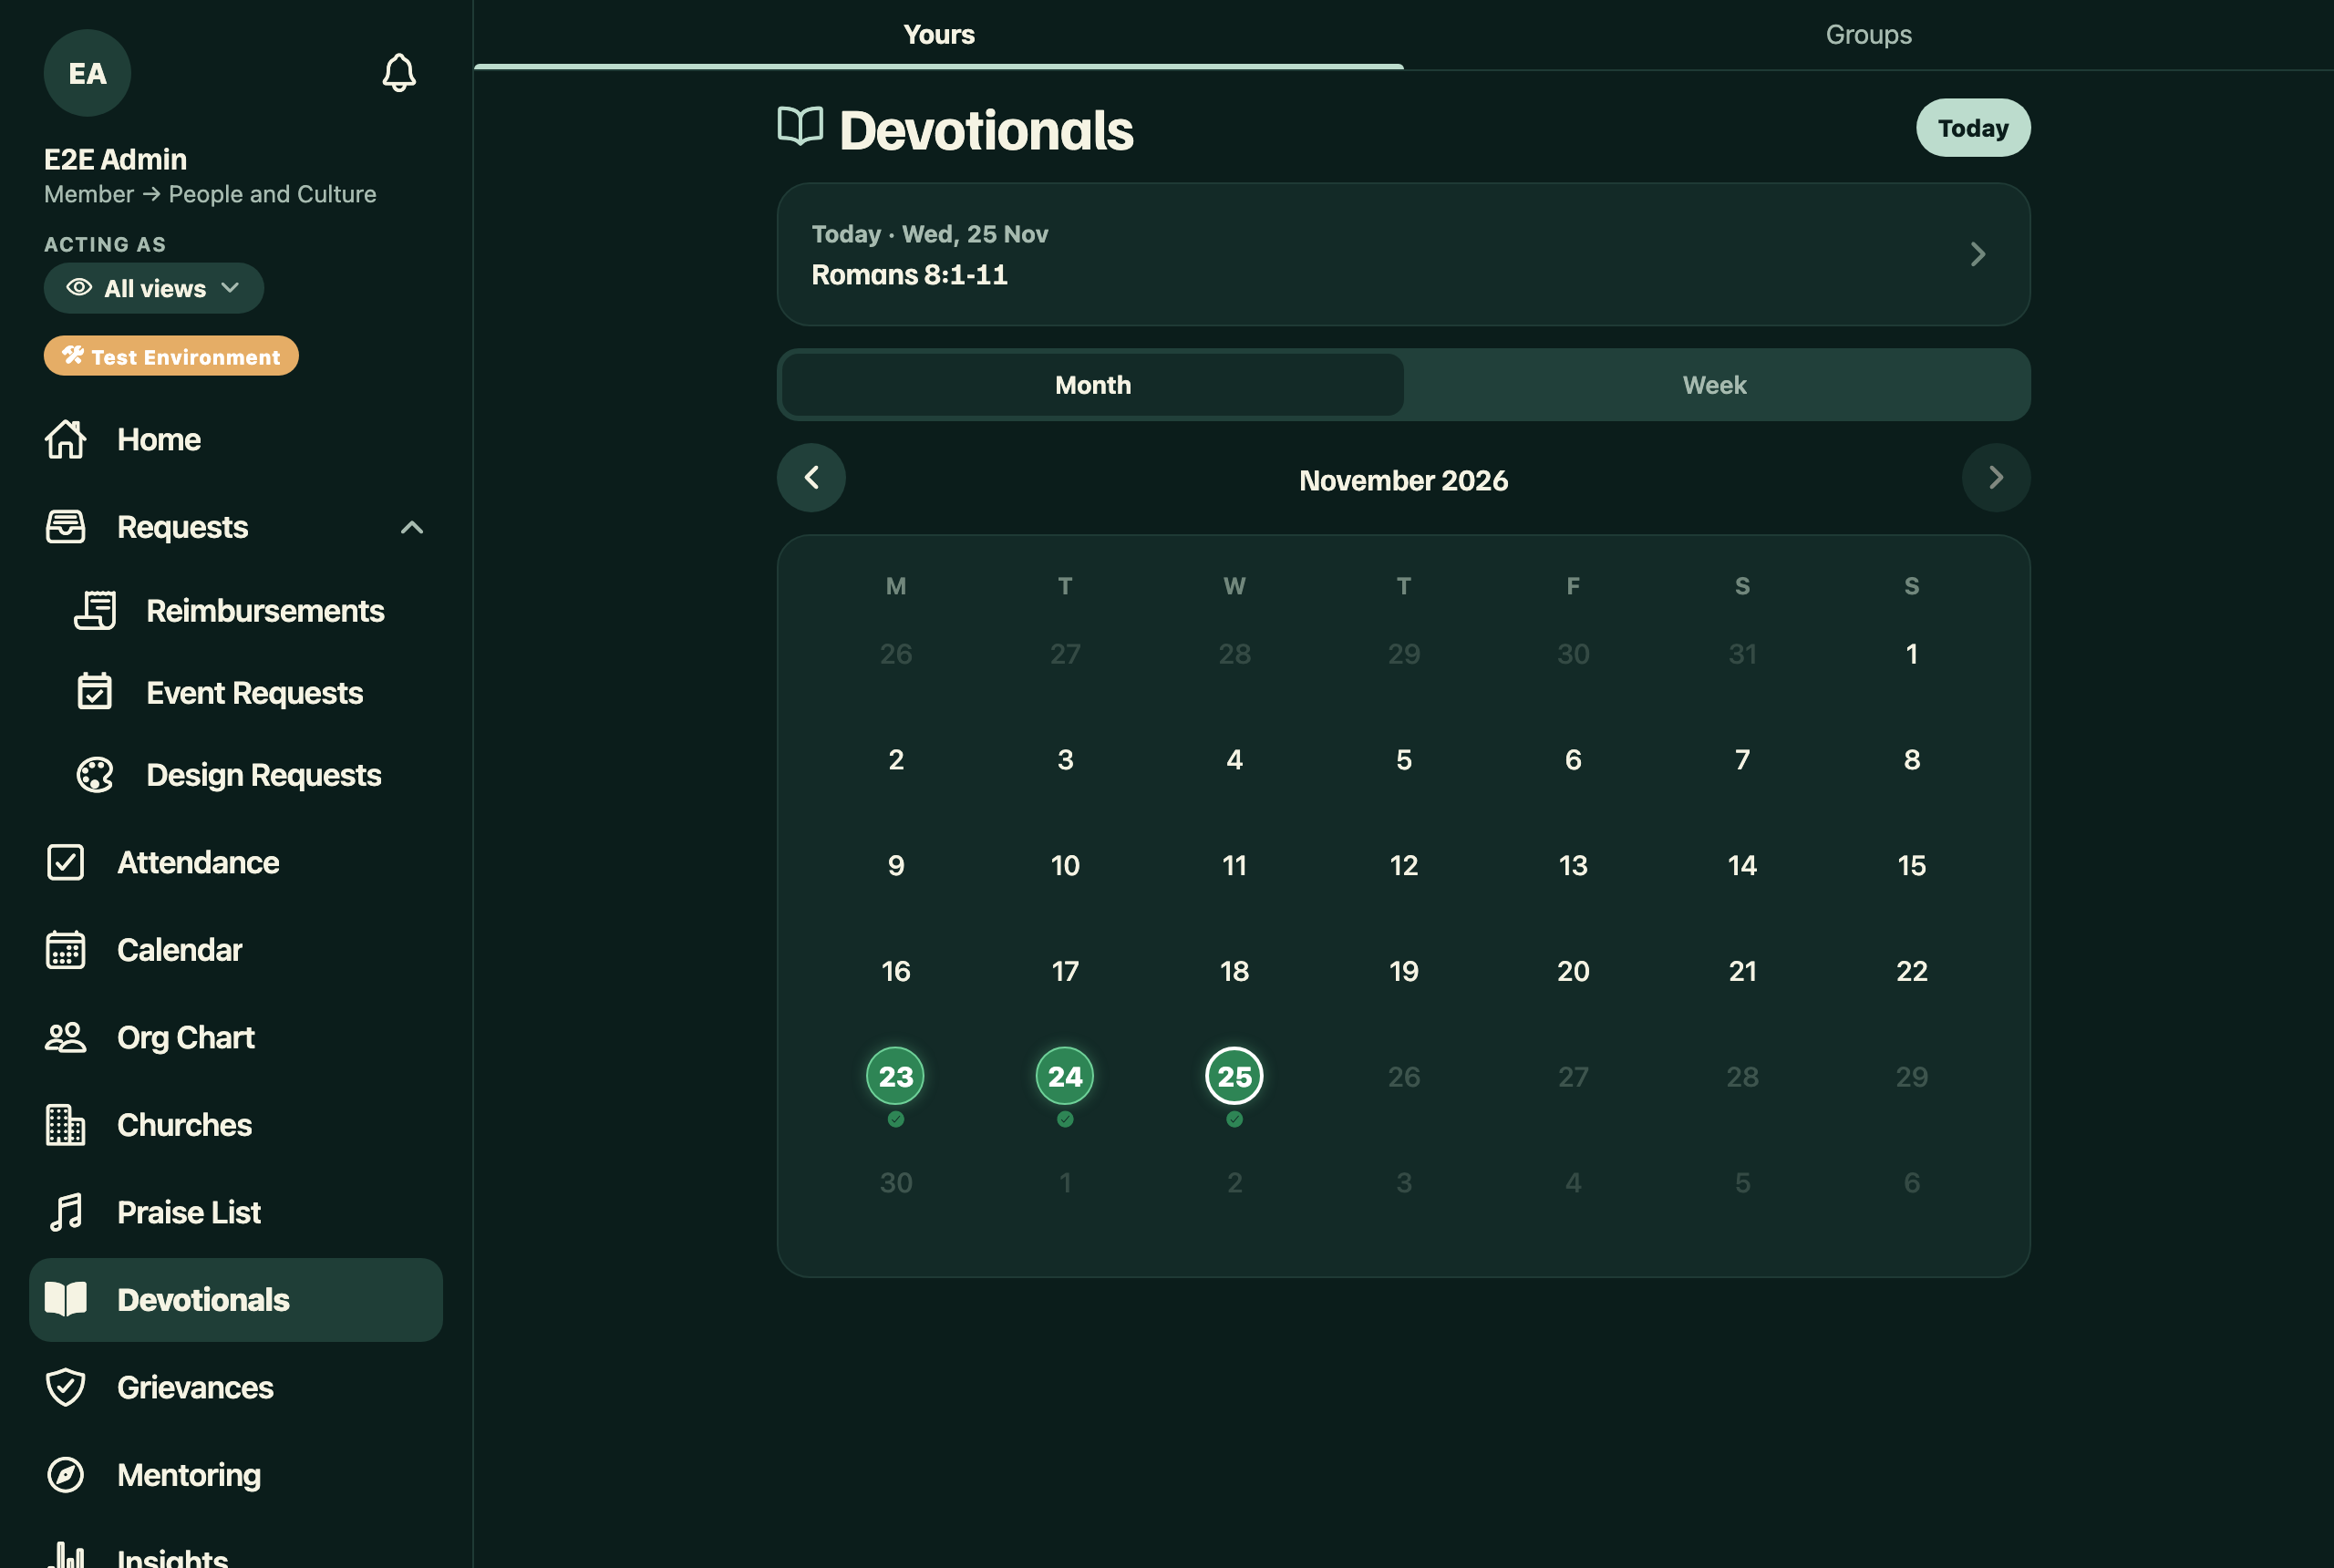 EA
E2E Admin
Member → People and Culture
ACTING AS
All views
Test Environment
Home
Requests
Reimbursements
Event Requests
Design Requests
Attendance
Calendar
Org Chart
Churches
Praise List
Devotionals
Grievances
Mentoring
Insights
Yours Groups
Devotionals Today
Today · Wed, 25 Nov
Romans 8:1-11
Month Week
November 2026
M T W T F S S
26 27 28 29 30 31 1
2 3 4 5 6 7 8
9 10 11 12 13 14 15
16 17 18 19 20 21 22
23 24 25 26 27 28 29
30 1 2 3 4 5 6